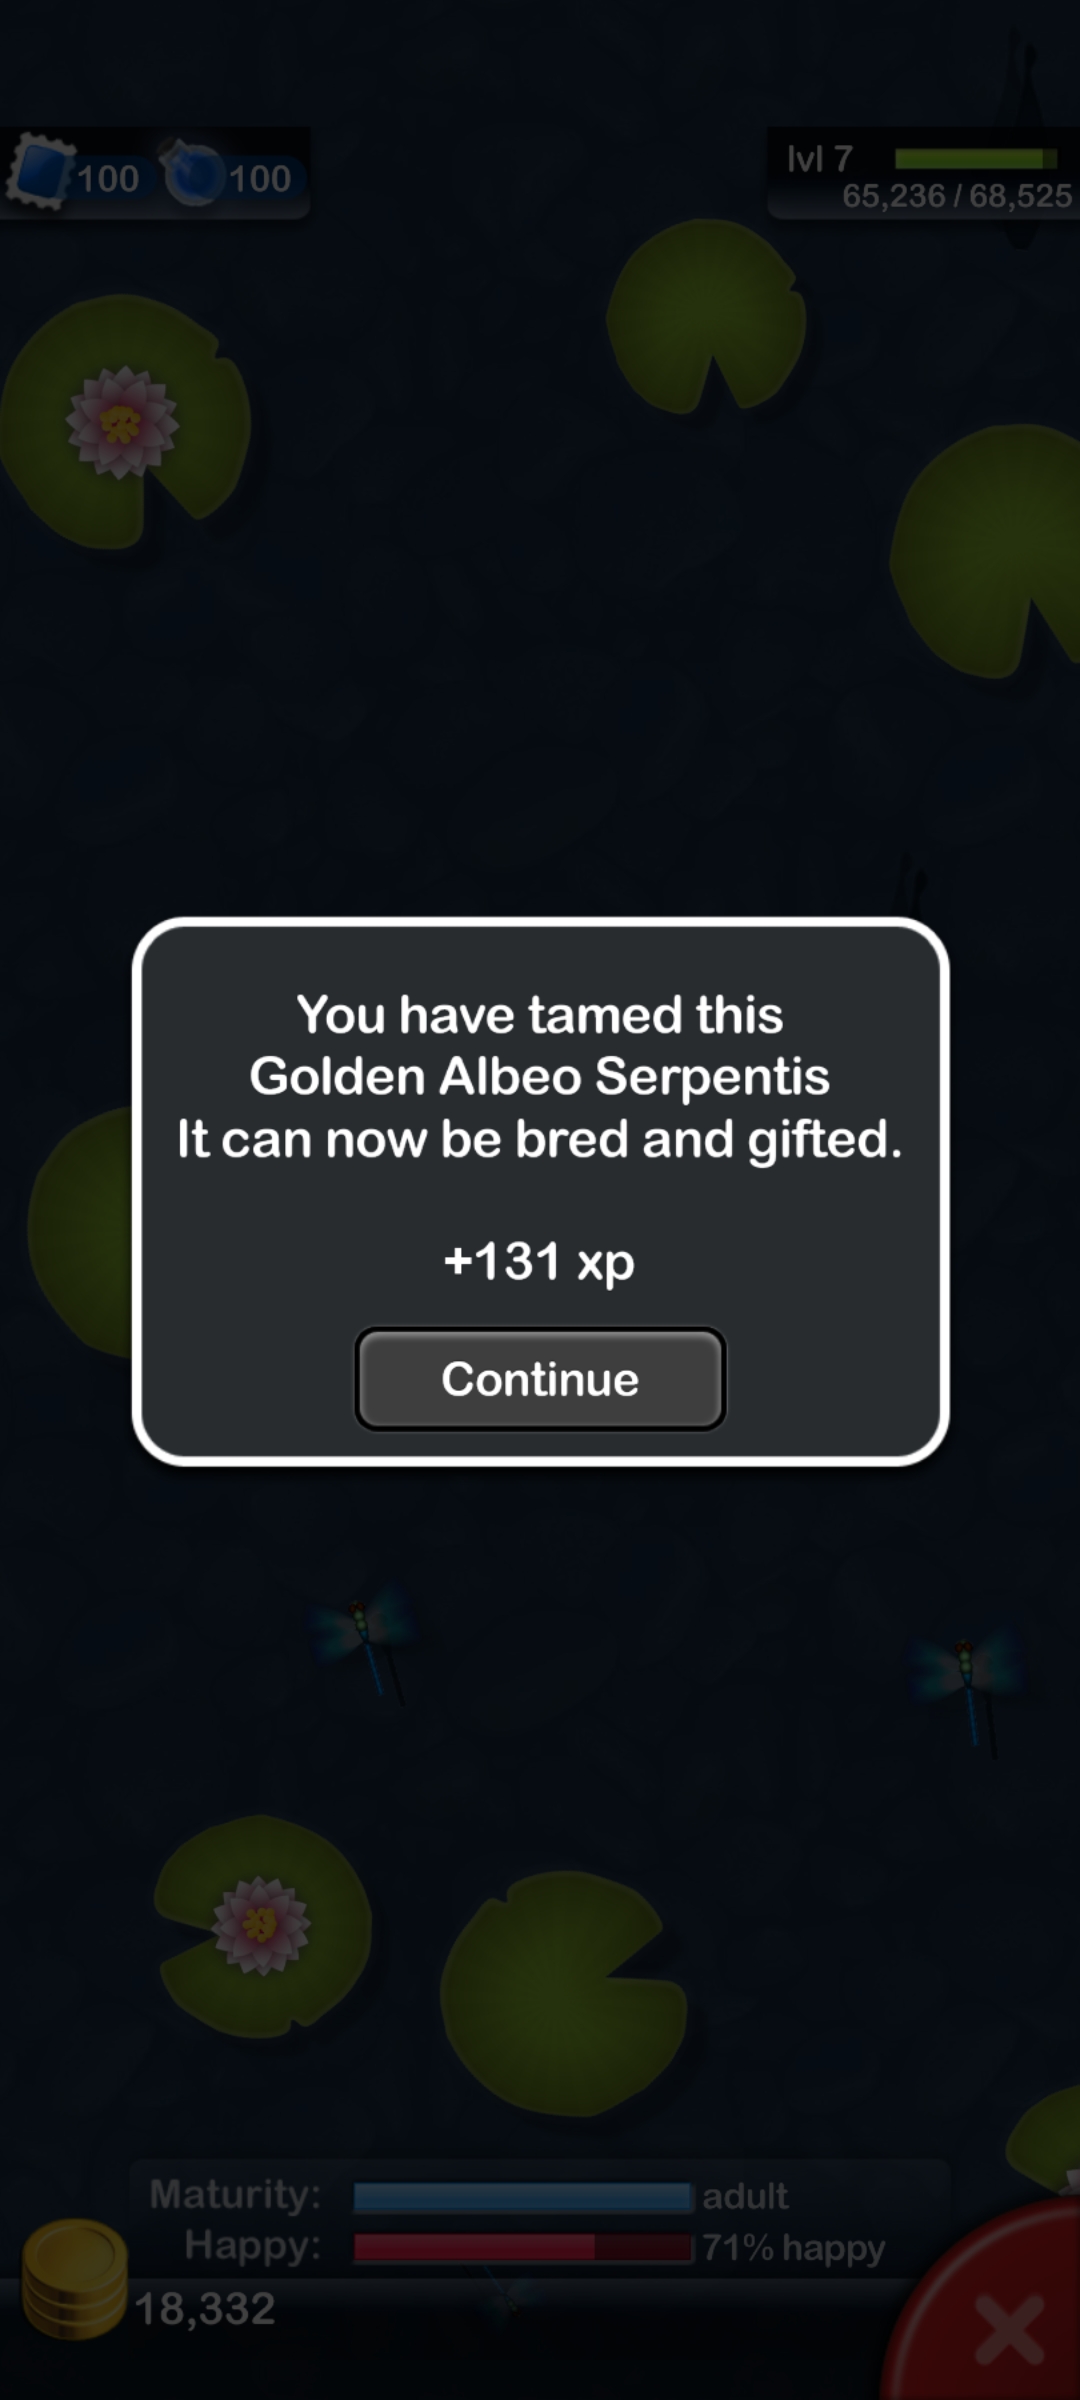 100
100
lvl 7
65,236 / 68,525
You have tamed this
Golden Albeo Serpentis
It can now be bred and gifted.
+131 xp
Continue
Maturity: adult
Happy: 71% happy
18,332